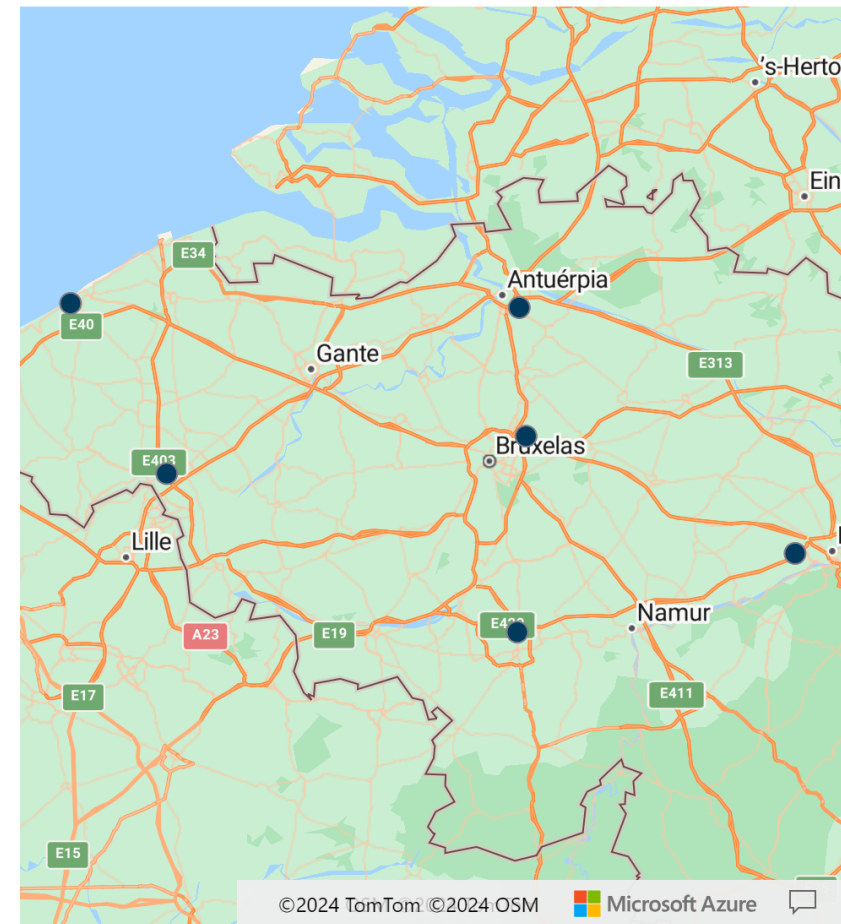 's-Herto
Ein
E34
Antuérpia
E40
Gante
E313
Bruxelas
E403
Lille
Namur
A23
E19
E17
E411
E15
©2024 TomTom ©2024 OSM
Microsoft Azure